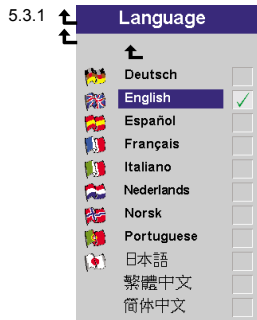 5.3.1
Language
Deutsch
English
Español
Français
Italiano
Nederlands
Norsk
Portuguese
日本語
繁體中文
简体中文